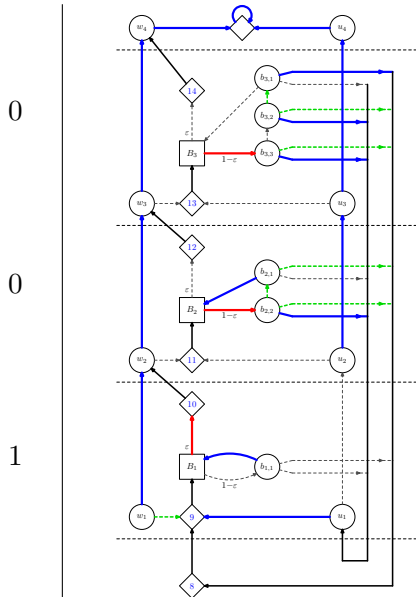 w₄ u₄
14 b₃,₁
0 b₃,₂
ε
B₃ 1−ε b₃,₃
w₃ 13 u₃
12
0 b₂,₁
ε
B₂ 1−ε b₂,₂
w₂ 11 u₂
10
ε
1 B₁ b₁,₁
1−ε
w₁ 9 u₁
8